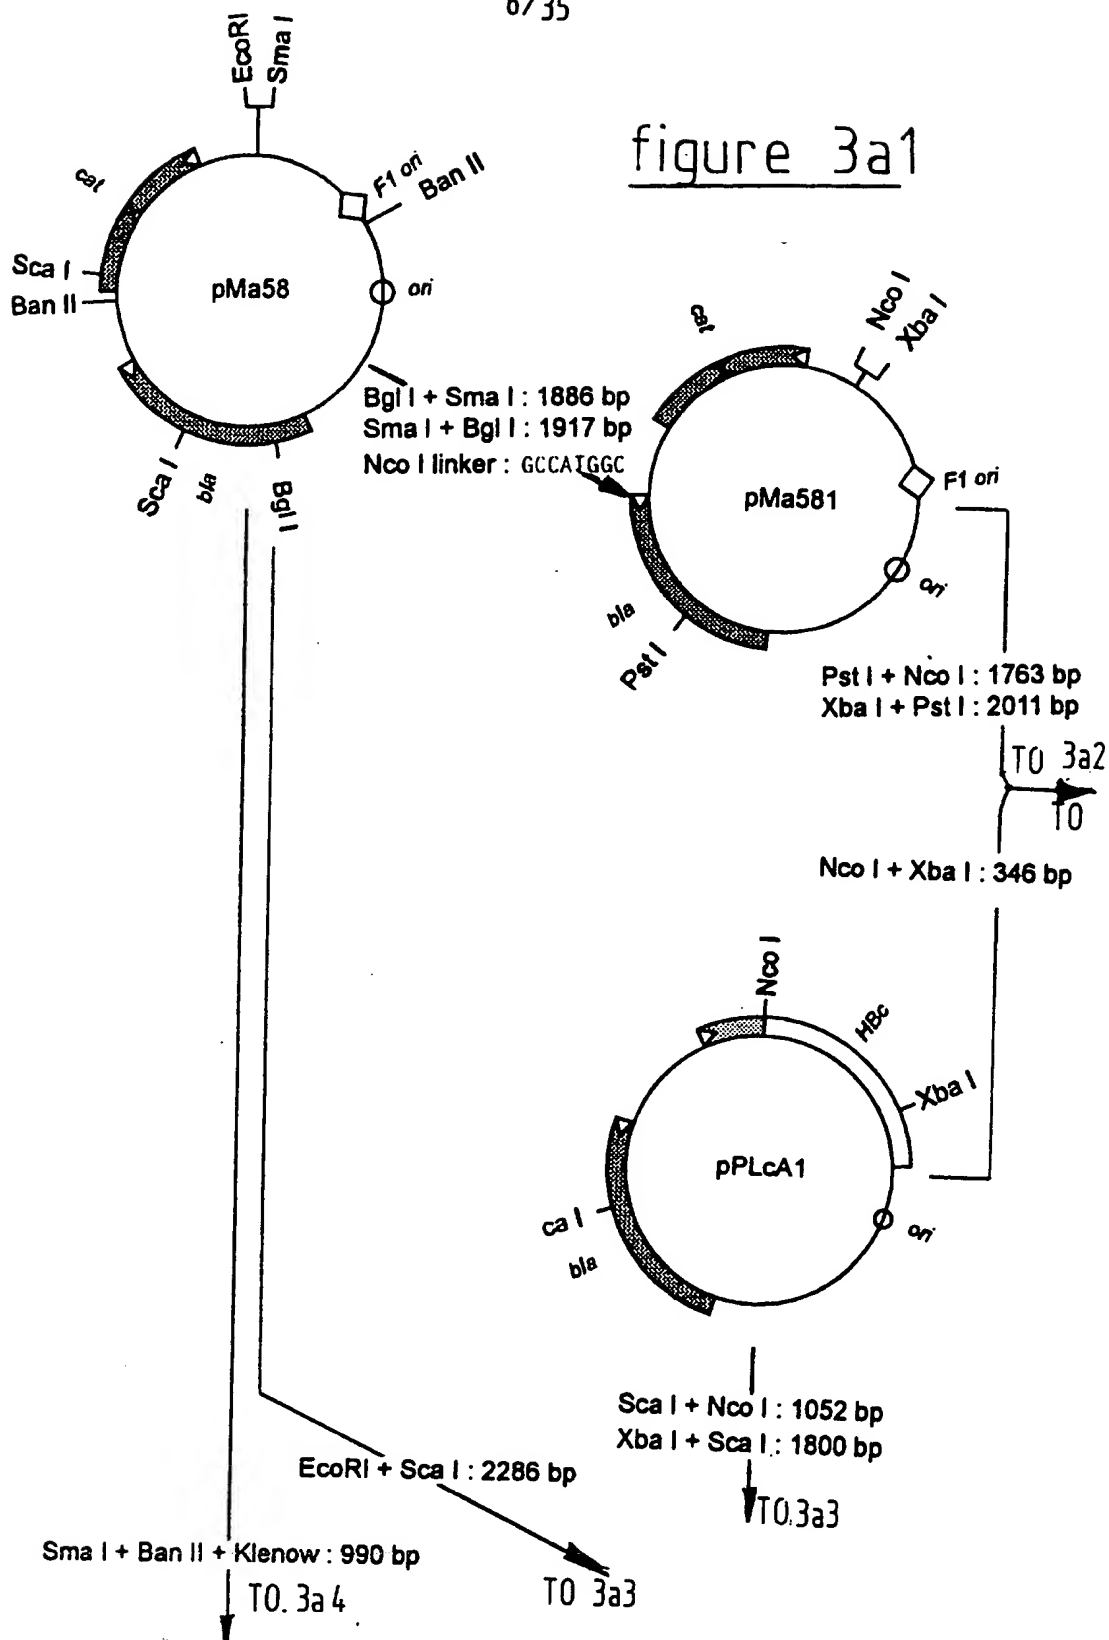 6/35
EcoRI
Sma I
figure 3a1
cat
F1 ori
Ban II
Sca I
Ban II
pMa58
ori
Nco I
Xba I
cat
Bgl I + Sma I : 1886 bp
Sma I + Bgl I : 1917 bp
Nco I linker : GCCATGGC
Sca I
bla
Bgl I
pMa581
F1 ori
ori
bla
Pst I
Pst I + Nco I : 1763 bp
Xba I + Pst I : 2011 bp
TO 3a2
TO
Nco I + Xba I : 346 bp
Nco I
HBc
Xba I
pPLcA1
ca I
ori
bla
Sca I + Nco I : 1052 bp
Xba I + Sca I : 1800 bp
EcoRI + Sca I : 2286 bp
TO.3a3
Sma I + Ban II + Klenow : 990 bp
TO 3a3
TO. 3a4